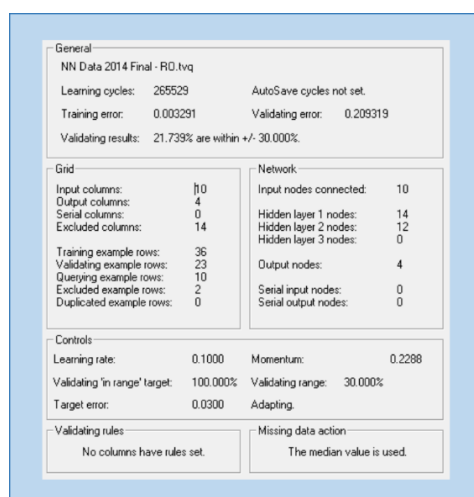 General
NN Data 2014 Final - RO.tvq
Learning cycles: 265529 AutoSave cycles not set.
Training error: 0.003291 Validating error: 0.209319
Validating results: 21.739% are within +/- 30.000%.
Grid
Input columns: 10
Output columns: 4
Serial columns: 0
Excluded columns: 14
Training example rows: 36
Validating example rows: 23
Querying example rows: 10
Excluded example rows: 2
Duplicated example rows: 0
Network
Input nodes connected: 10
Hidden layer 1 nodes: 14
Hidden layer 2 nodes: 12
Hidden layer 3 nodes: 0
Output nodes: 4
Serial input nodes: 0
Serial output nodes: 0
Controls
Learning rate: 0.1000 Momentum: 0.2288
Validating 'in range' target: 100.000% Validating range: 30.000%
Target error: 0.0300 Adapting.
Validating rules
No columns have rules set.
Missing data action
The median value is used.